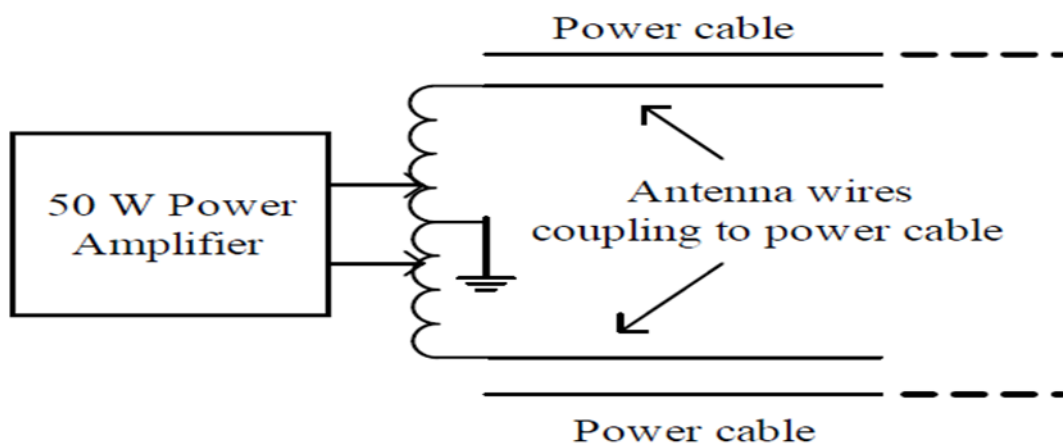 Power cable
50 W Power
Amplifier
Antenna wires
coupling to power cable
Power cable